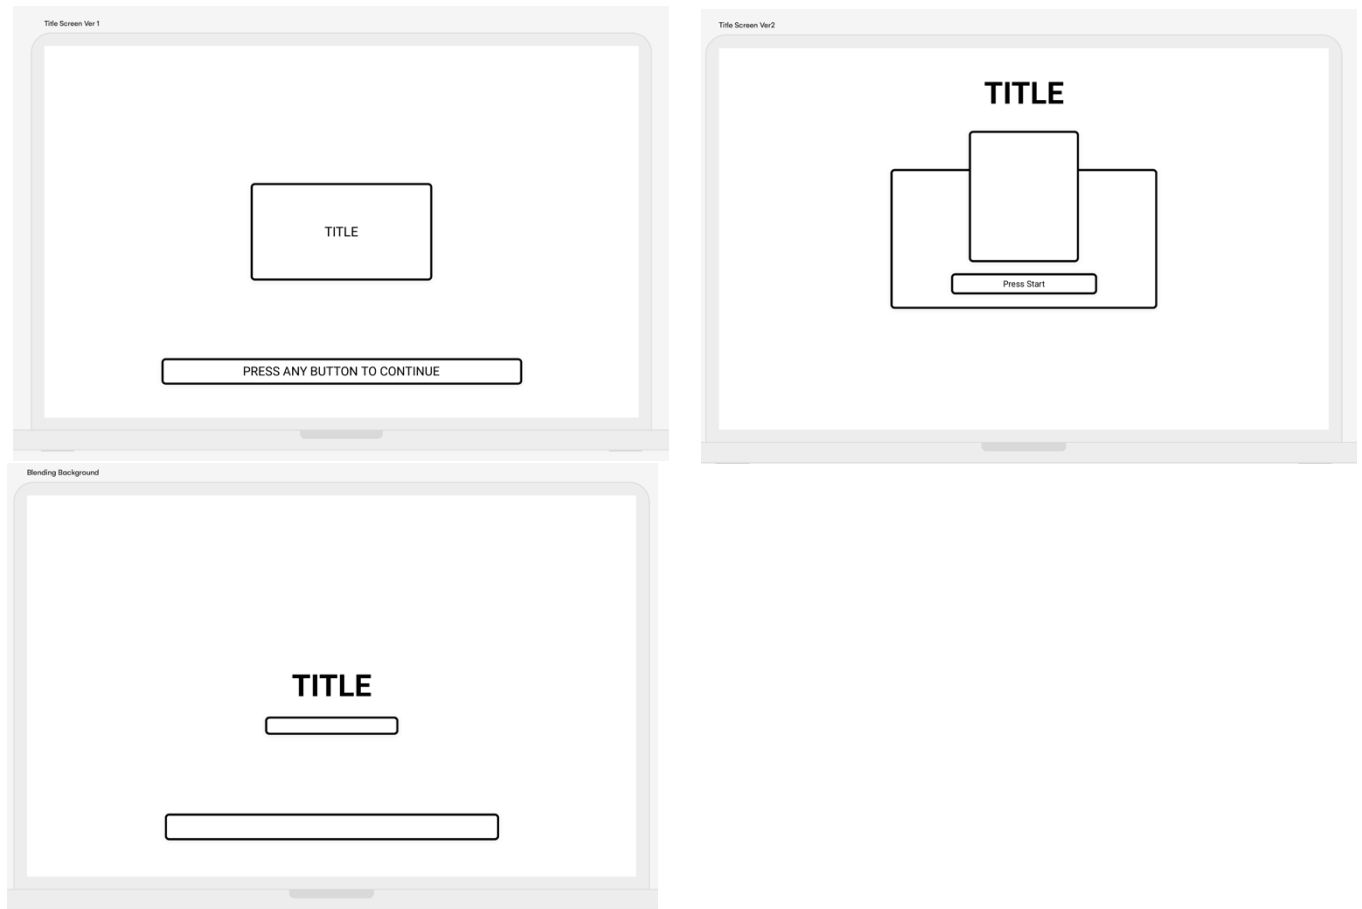 Title Screen Ver 1
TITLE
PRESS ANY BUTTON TO CONTINUE
Title Screen Ver2
TITLE
Press Start
Blending Background
TITLE